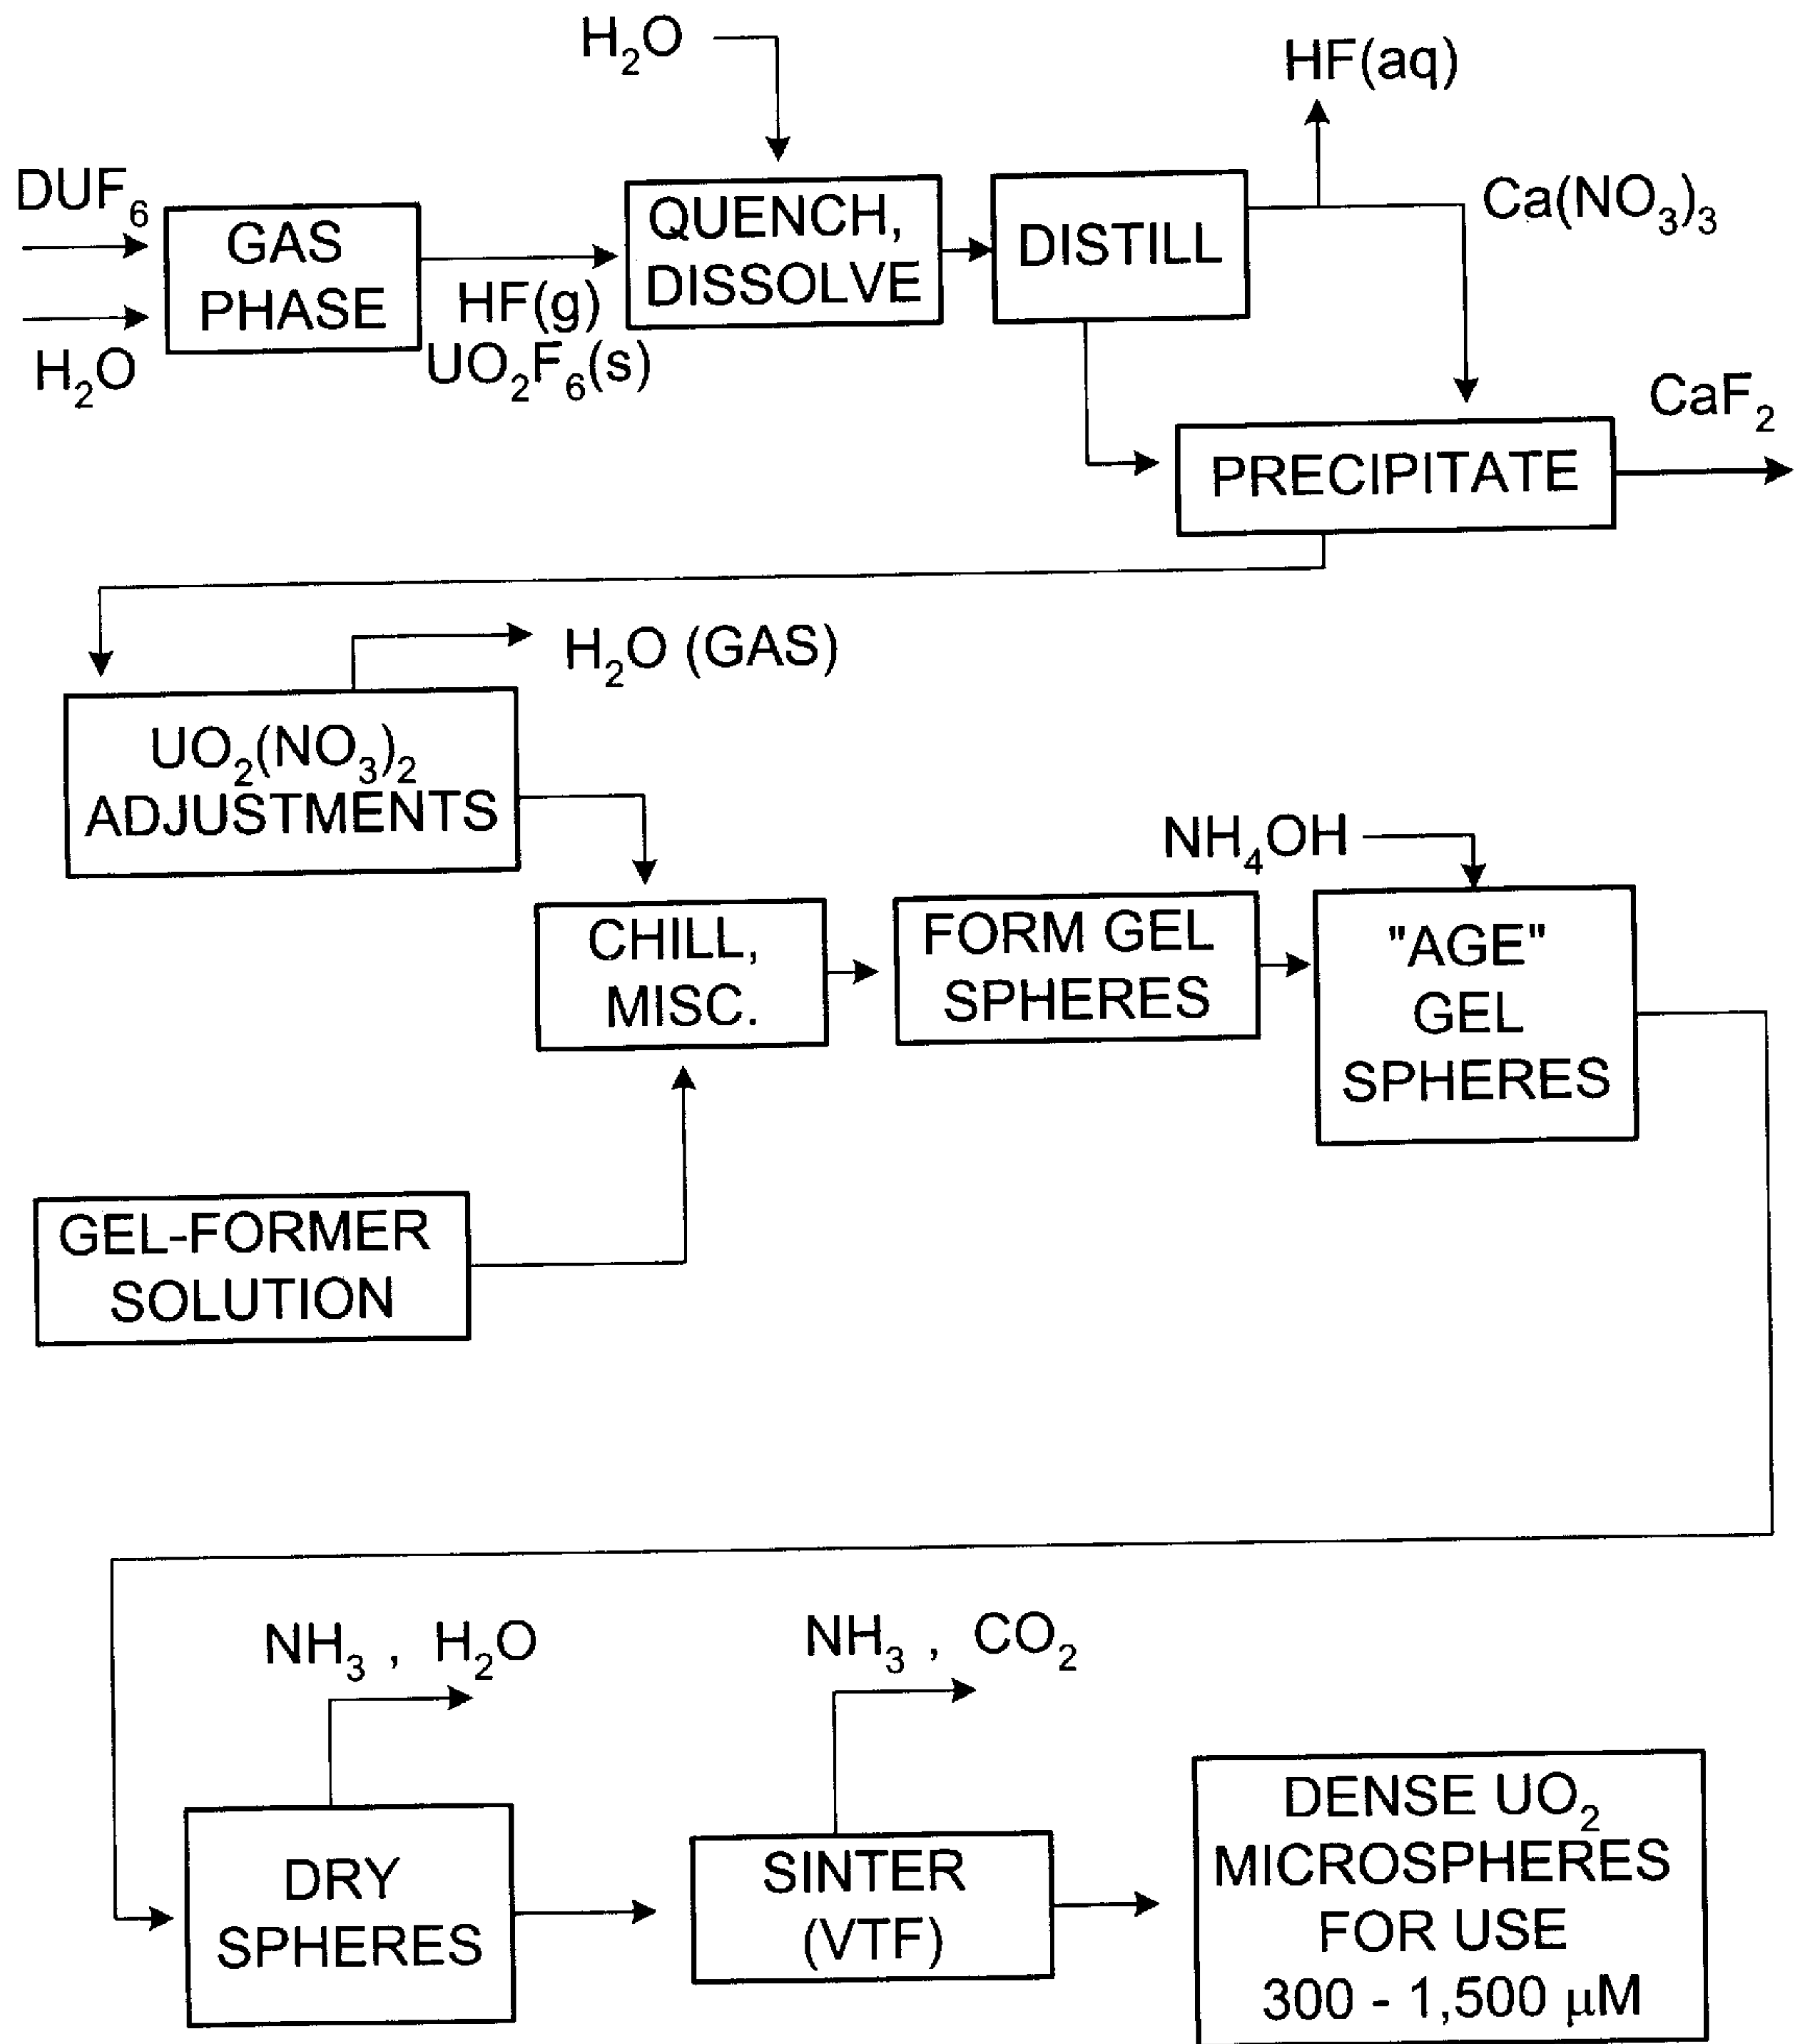 H₂O
HF(aq)
DUF₆
GAS
PHASE
H₂O
HF(g)
UO₂F₆(s)
QUENCH,
DISSOLVE
DISTILL
Ca(NO₃)₃
PRECIPITATE
CaF₂
H₂O (GAS)
UO₂(NO₃)₂
ADJUSTMENTS
NH₄OH
CHILL,
MISC.
FORM GEL
SPHERES
"AGE"
GEL
SPHERES
GEL-FORMER
SOLUTION
NH₃ , H₂O
NH₃ , CO₂
DRY
SPHERES
SINTER
(VTF)
DENSE UO₂
MICROSPHERES
FOR USE
300 - 1,500 μM